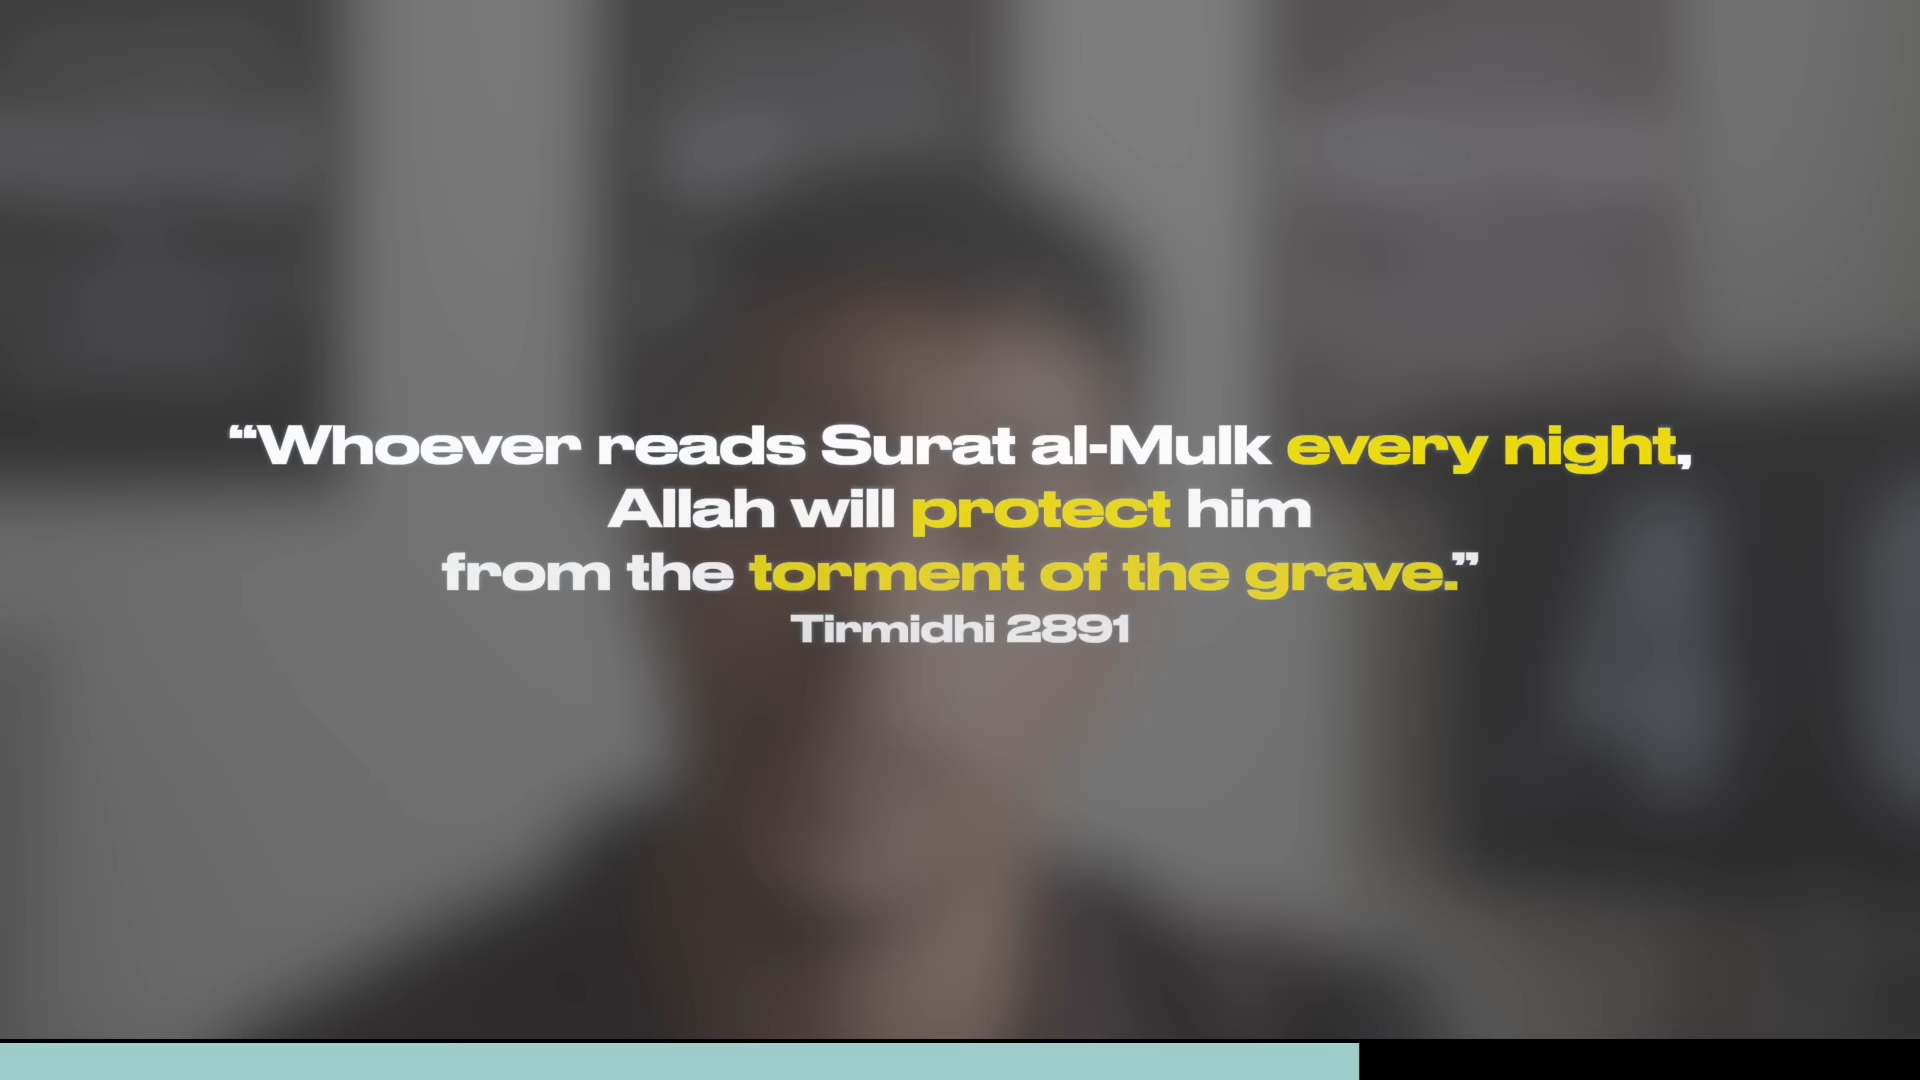 “Whoever reads Surat al-Mulk every night,
Allah will protect him
from the torment of the grave.”
Tirmidhi 2891